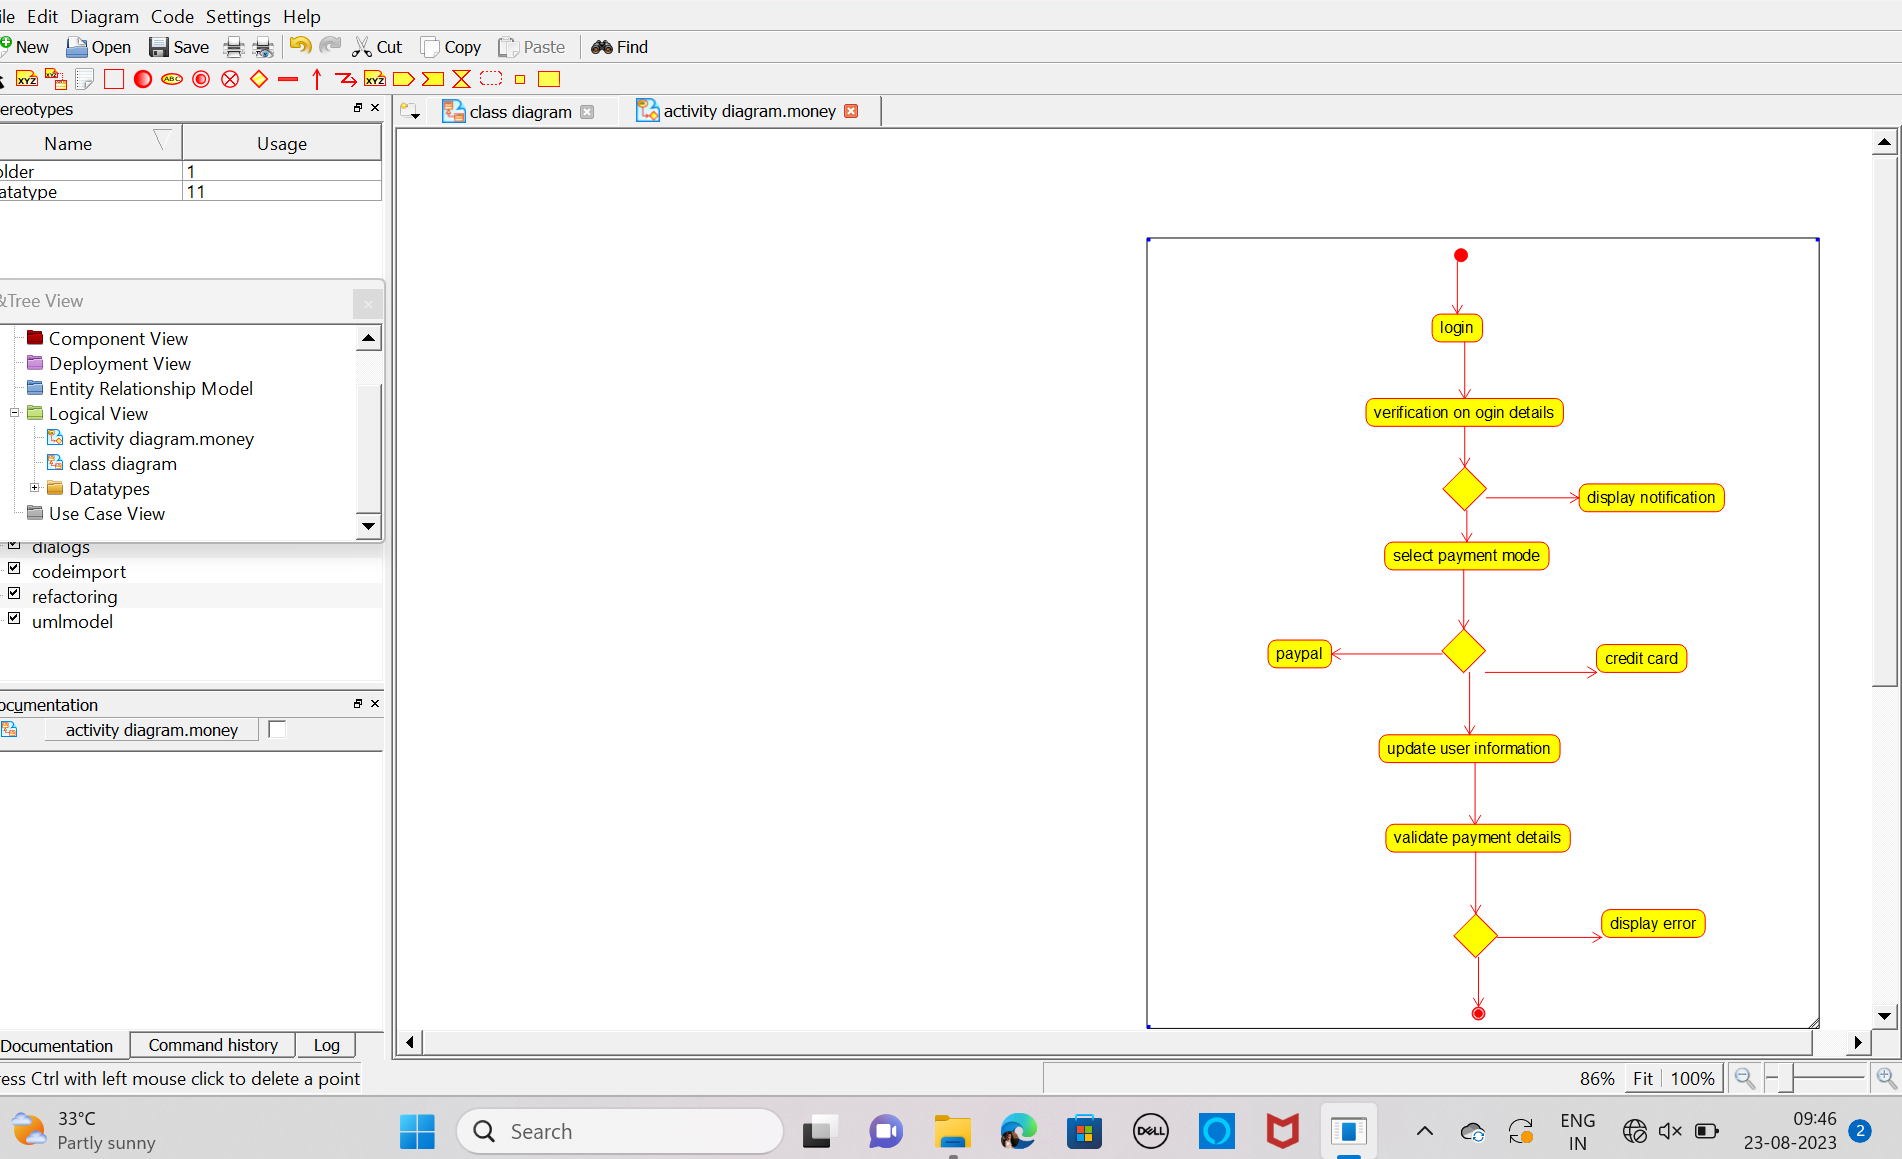 ile Edit Diagram Code Settings Help
New Open Save Cut Copy Paste Find
XYZ ABC XYZ
ereotypes
class diagram activity diagram.money
Name Usage
older 1
atatype 11
&Tree View
Component View
Deployment View
Entity Relationship Model
Logical View
activity diagram.money
class diagram
Datatypes
Use Case View
dialogs
codeimport
refactoring
umlmodel
ocumentation
activity diagram.money
Documentation Command history Log
ress Ctrl with left mouse click to delete a point
login
verification on ogin details
display notification
select payment mode
paypal
credit card
update user information
validate payment details
display error
86% Fit 100%
33°C
Partly sunny
Search
DELL
ENG
IN
09:46
23-08-2023
2